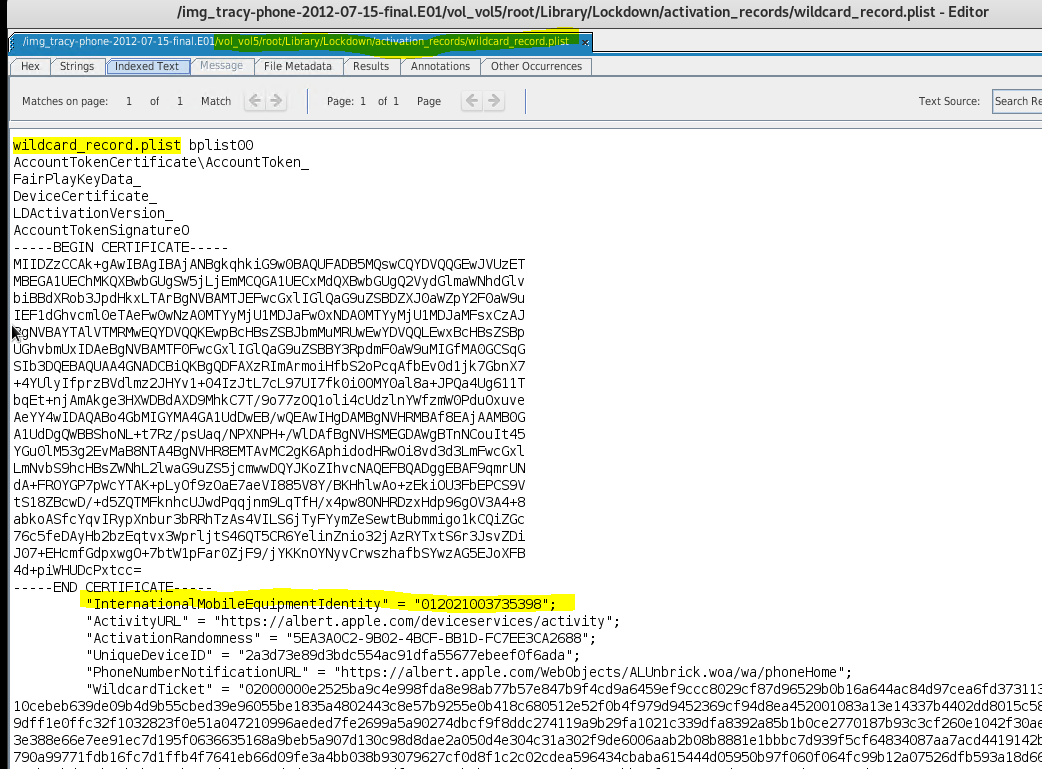 /img_tracy-phone-2012-07-15-final.E01/vol_vol5/root/Library/Lockdown/activation_records/wildcard_record.plist - Editor
/img_tracy-phone-2012-07-15-final.E01/vol_vol5/root/Library/Lockdown/activation_records/wildcard_record.plist ×
Hex Strings Indexed Text Message File Metadata Results Annotations Other Occurrences
Matches on page: 1 of 1 Match Page: 1 of 1 Page Text Source: Search Re
wildcard_record.plist bplist00
AccountTokenCertificate\AccountToken_
FairPlayKeyData_
DeviceCertificate_
LDActivationVersion_
AccountTokenSignatureO
-----BEGIN CERTIFICATE-----
MIIDZzCCAk+gAwIBAgIBAjANBgkqhkiG9w0BAQUFADB5MQswCQYDVQQGEwJVUzET
MBEGA1UEChMKQXBwbGUgSW5jLjEmMCQGA1UECxMdQXBwbGUgQ2VydGlmaWNhdGlv
biBBdXRob3JpdHkxLTArBgNVBAMTJEFwcGxlIGlQaG9uZSBDZXJ0aWZpY2F0aW9u
IEF1dGhvcml0eTAeFw0wNzA0MTYyMjU1MDJaFw0xNDA0MTYyMjU1MDJaMFsxCzAJ
BgNVBAYTAlVTMRMwEQYDVQQKEwpBcHBsZSBJbmMuMRUwEwYDVQQLEwxBcHBsZSBp
UGhvbmUxIDAeBgNVBAMTF0FwcGxlIGlQaG9uZSBBY3RpdmF0aW9uMIGfMA0GCSqG
SIb3DQEBAQUAA4GNADCBiQKBgQDFAXzRImArmoiHfbS2oPcqAfbEv0d1jk7GbnX7
+4YUlyIfprzBVdlmz2JHYv1+04IzJtL7cL97UI7fk0i0OMY0al8a+JPQa4Ug611T
bqEt+njAmAkge3HXWDBdAXD9MhkC7T/9o77zOQ1oli4cUdzlnYWfzmW0PduOxuve
AeYY4wIDAQABo4GbMIGYMA4GA1UdDwEB/wQEAwIHgDAMBgNVHRMBAf8EAjAAMB0G
A1UdDgQWBBShoNL+t7Rz/psUaq/NPXNPH+/WlDAfBgNVHSMEGDAWgBTnNCouIt45
YGu0lM53g2EvMaB8NTA4BgNVHR8EMTAvMC2gK6AphidodHRwOi8vd3d3LmFwcGxl
LmNvbS9hcHBsZWNhL2lwaG9uZS5jcmwwDQYJKoZIhvcNAQEFBQADggEBAF9qmrUN
dA+FROYGP7pWcYTAK+pLyOf9zOaE7aeVI885V8Y/BKHhlwAo+zEki0U3FbEPCS9V
tS18ZBcwD/+d5ZQTMFknhcUJwdPqqjnm9LqTfH/x4pw8ONHRDzxHdp96gOV3A4+8
abkoASfcYqvIRypXnbur3bRRhTzAs4VILS6jTyFYymZeSewtBubmmigo1kCQiZGc
76c5feDAyHb2bzEqtvx3WprljtS46QT5CR6YelinZnio32jAzRYTxtS6r3JsvZDi
J07+EHcmfGdpxwgO+7btW1pFar0ZjF9/jYKKnOYNyvCrwszhafbSYwzAG5EJoXFB
4d+piWHUDcPxtcc=
-----END CERTIFICATE-----
"InternationalMobileEquipmentIdentity" = "012021003735398";
"ActivityURL" = "https://albert.apple.com/deviceservices/activity";
"ActivationRandomness" = "5EA3A0C2-9B02-4BCF-BB1D-FC7EE3CA2688";
"UniqueDeviceID" = "2a3d73e89d3bdc554ac91dfa55677ebeef0f6ada";
"PhoneNumberNotificationURL" = "https://albert.apple.com/WebObjects/ALUnbrick.woa/wa/phoneHome";
"WildcardTicket" = "02000000e2525ba9c4e998fda8e98ab77b57e847b9f4cd9a6459ef9ccc8029cf87d96529b0b16a644ac84d97cea6fd373113
10cebeb639de09b4d9b55cbed39e96055be1835a4802443c8e57b9255e0b418c680512e52f0b4f979d9452369cf94d8ea452001083a13e14337b4402dd8015c58
9dff1e0ffc32f1032823f0e51a047210996aeded7fe2699a5a90274dbcf9f8ddc274119a9b29fa1021c339dfa8392a85b1b0ce2770187b93c3cf260e1042f30ae
3e388e66e7ee91ec7d195f0636635168a9beb5a907d130c98d8dae2a050d4e304c31a302f9de6006aab2b08b8881e1bbbc7d939f5cf64834087aa7acd4419142b
790a99771fdb16fc7d1ffb4f7641eb66d09fe3a4bb038b93079627cf0d8f1c2c02cdea596434cbaba615444d05950b97f060f064fc99b12a07526dfb593a18d66